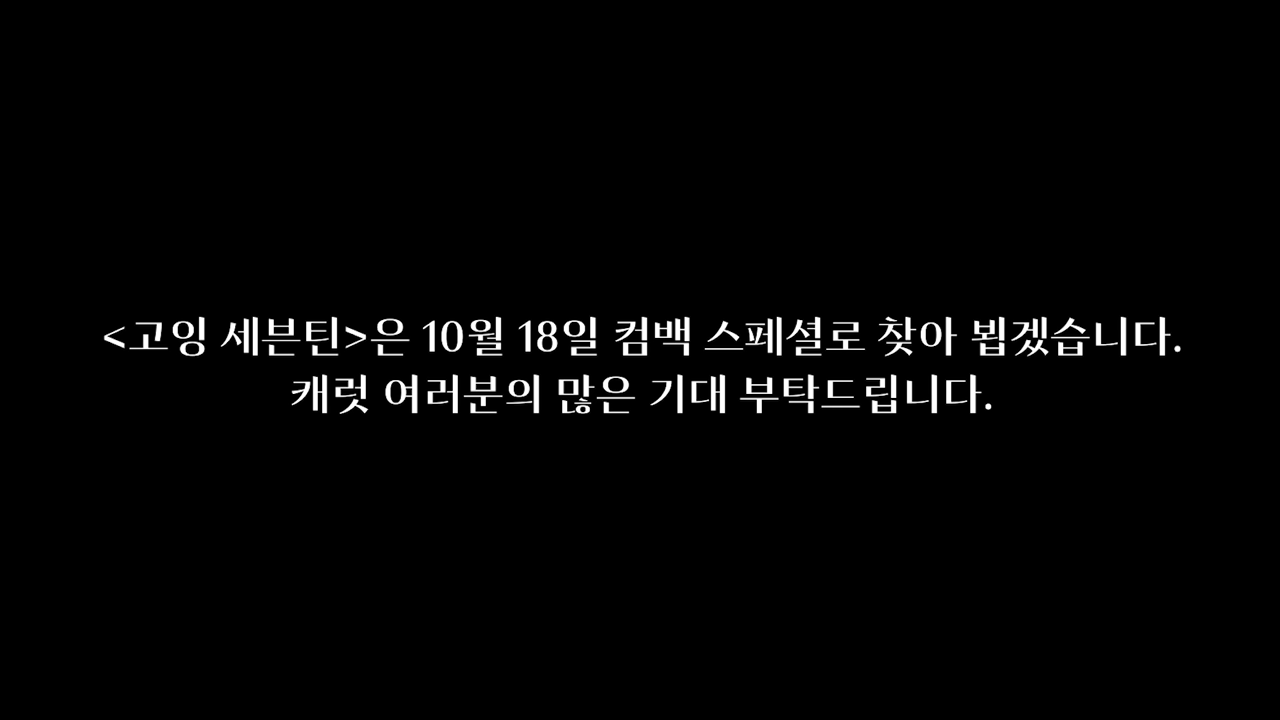 <고잉 세븐틴>은 10월 18일 컴백 스페셜로 찾아 뵙겠습니다.
캐럿 여러분의 많은 기대 부탁드립니다.